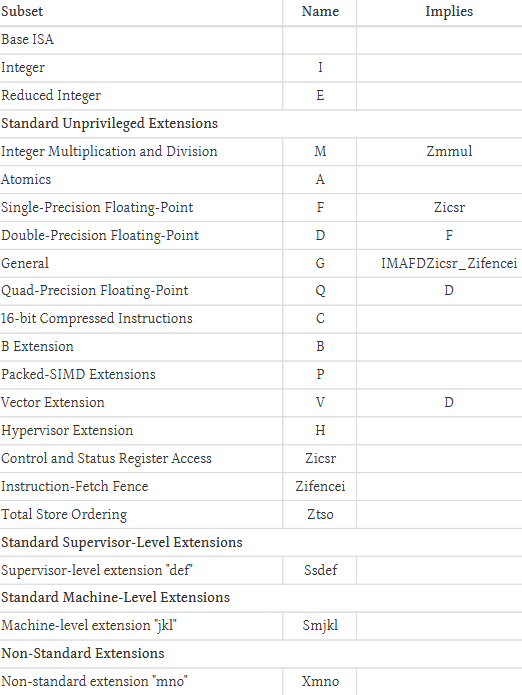 Subset Name Implies
Base ISA
Integer I
Reduced Integer E
Standard Unprivileged Extensions
Integer Multiplication and Division M Zmmul
Atomics A
Single-Precision Floating-Point F Zicsr
Double-Precision Floating-Point D F
General G IMAFDZicsr_Zifencei
Quad-Precision Floating-Point Q D
16-bit Compressed Instructions C
B Extension B
Packed-SIMD Extensions P
Vector Extension V D
Hypervisor Extension H
Control and Status Register Access Zicsr
Instruction-Fetch Fence Zifencei
Total Store Ordering Ztso
Standard Supervisor-Level Extensions
Supervisor-level extension "def" Ssdef
Standard Machine-Level Extensions
Machine-level extension "jkl" Smjkl
Non-Standard Extensions
Non-standard extension "mno" Xmno